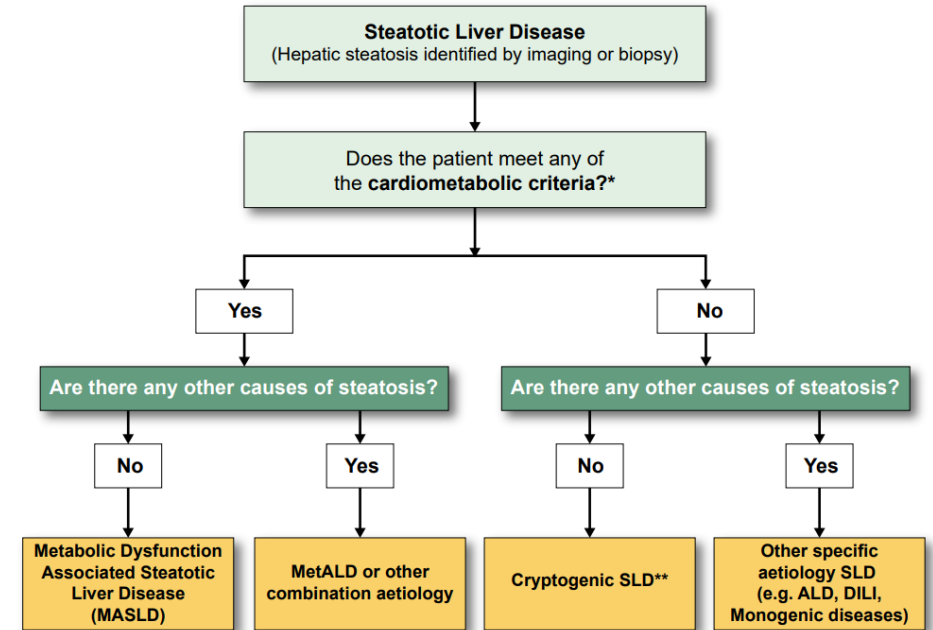 Steatotic Liver Disease
(Hepatic steatosis identified by imaging or biopsy)
Does the patient meet any of
the cardiometabolic criteria?*
Yes
No
Are there any other causes of steatosis?
Are there any other causes of steatosis?
No
Yes
No
Yes
Metabolic Dysfunction
Associated Steatotic
Liver Disease
(MASLD)
MetALD or other
combination aetiology
Cryptogenic SLD**
Other specific
aetiology SLD
(e.g. ALD, DILI,
Monogenic diseases)